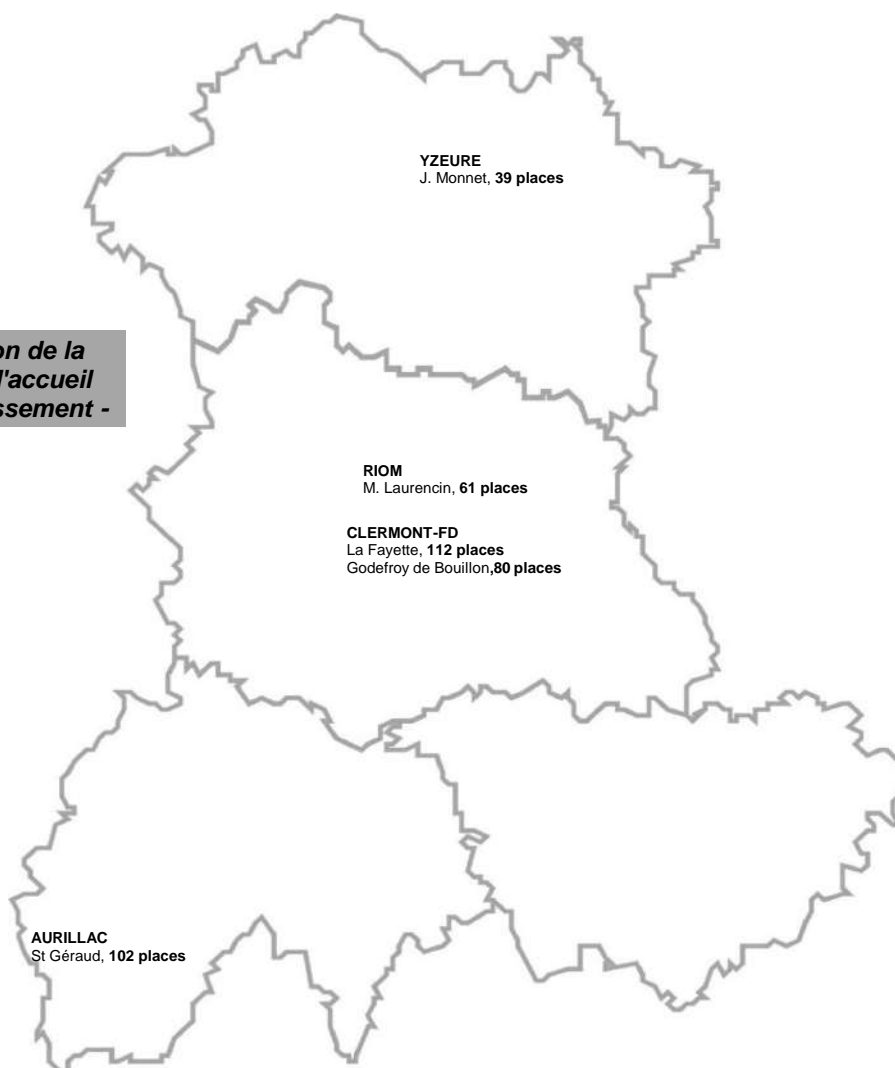 YZEURE
J. Monnet, 39 places
on de la
d'accueil
ssement -
RIOM
M. Laurencin, 61 places
CLERMONT-FD
La Fayette, 112 places
Godefroy de Bouillon,80 places
AURILLAC
St Géraud, 102 places